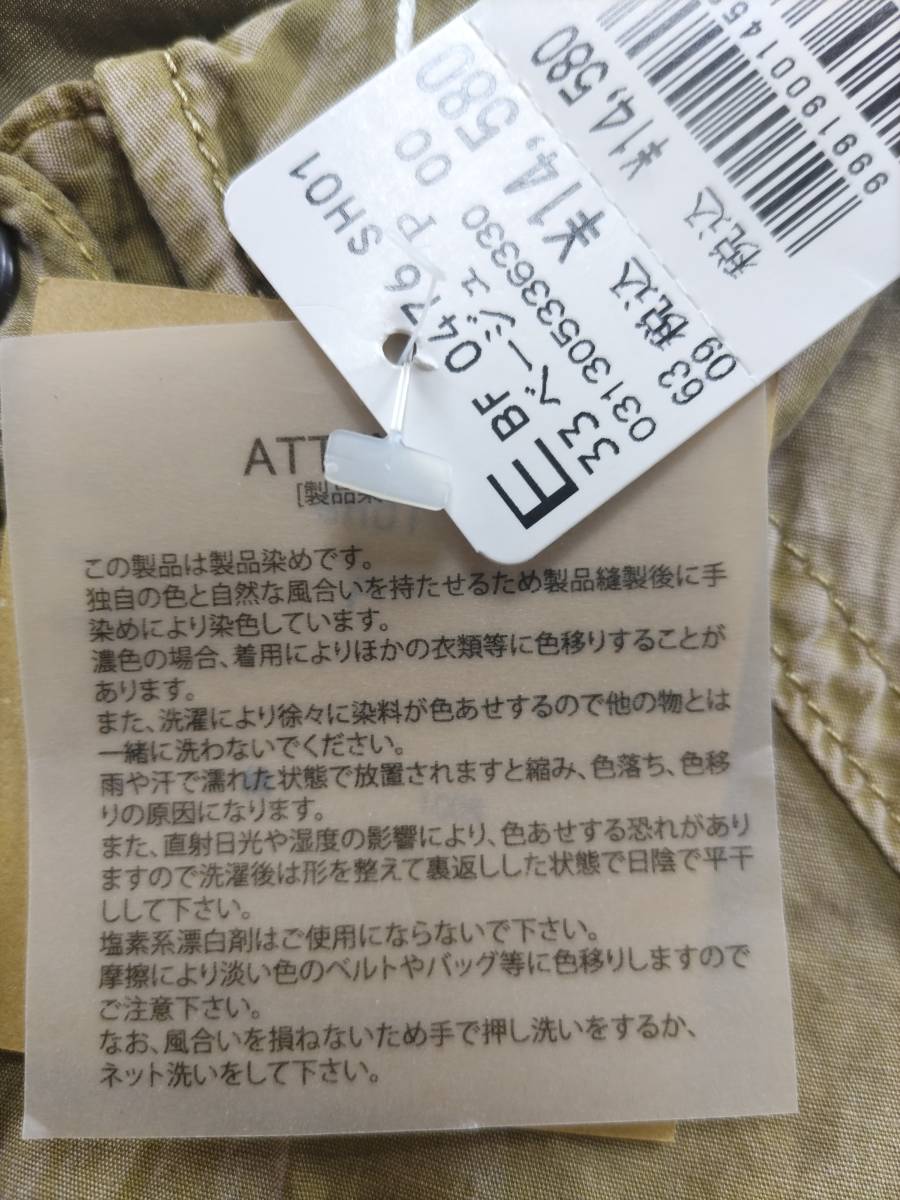 ¥14,580
税込
9991900145
SH01
BF 0476 P 00
33 ベージュ
0313053363​30
¥14,580
63 税込
09
ATT
[製品染
この製品は製品染めです。
独自の色と自然な風合いを持たせるため製品縫製後に手
染めにより染色しています。
濃色の場合、着用によりほかの衣類等に色移りすることが
あります。
また、洗濯により徐々に染料が色あせするので他の物とは
一緒に洗わないでください。
雨や汗で濡れた状態で放置されますと縮み、色落ち、色移
りの原因になります。
また、直射日光や湿度の影響により、色あせする恐れがあり
ますので洗濯後は形を整えて裏返しした状態で日陰で平干
しして下さい。
塩素系漂白剤はご使用にならないで下さい。
摩擦により淡い色のベルトやバッグ等に色移りしますので
ご注意下さい。
なお、風合いを損ねないため手で押し洗いをするか、
ネット洗いをして下さい。